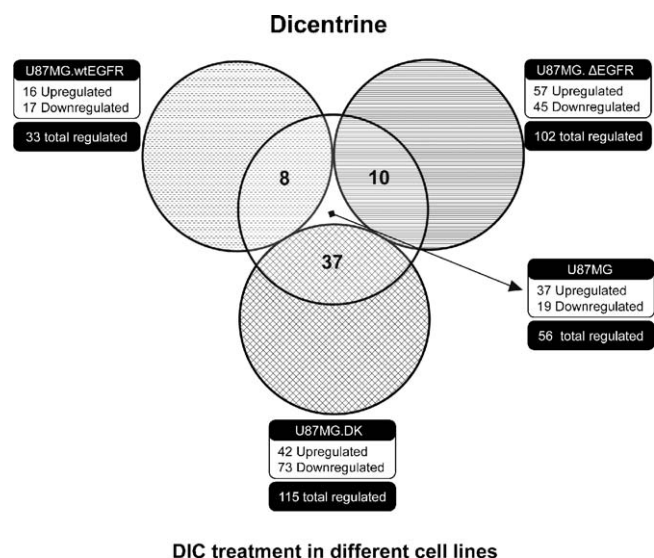 Dicentrine
U87MG.wtEGFR
16 Upregulated
17 Downregulated
33 total regulated
U87MG. ΔEGFR
57 Upregulated
45 Downregulated
102 total regulated
8
10
37
U87MG
37 Upregulated
19 Downregulated
56 total regulated
U87MG.DK
42 Upregulated
73 Downregulated
115 total regulated
DIC treatment in different cell lines